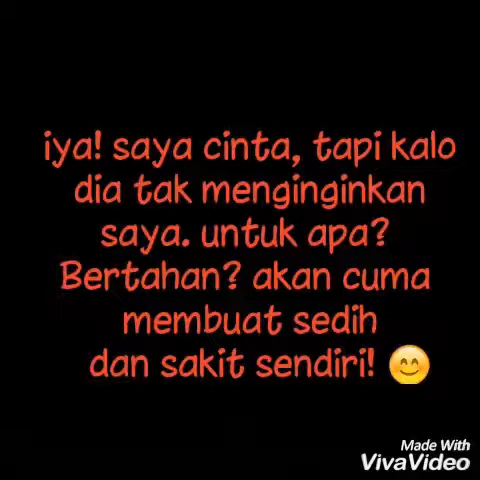 iya! saya cinta, tapi kalo
dia tak menginginkan
saya. untuk apa?
Bertahan? akan cuma
membuat sedih
dan sakit sendiri! 😊
Made With
VivaVideo